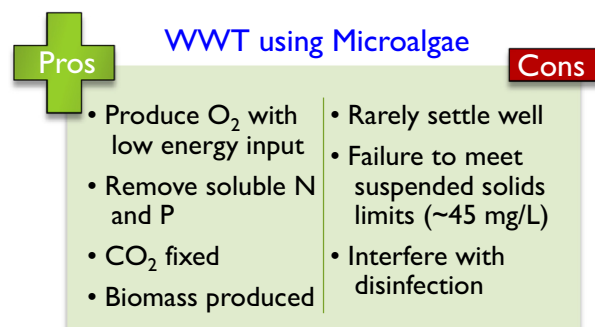 WWT using Microalgae
Pros
• Produce O₂ with
low energy input
• Remove soluble N
and P
• CO₂ fixed
• Biomass produced
Cons
• Rarely settle well
• Failure to meet
suspended solids
limits (~45 mg/L)
• Interfere with
disinfection